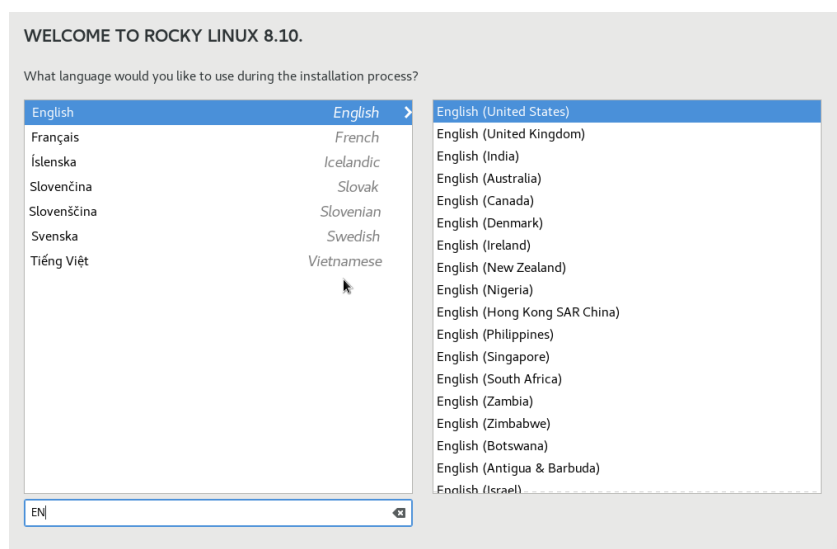 WELCOME TO ROCKY LINUX 8.10.
What language would you like to use during the installation process?
English English
Français French
Íslenska Icelandic
Slovenčina Slovak
Slovenščina Slovenian
Svenska Swedish
Tiếng Việt Vietnamese
EN
English (United States)
English (United Kingdom)
English (India)
English (Australia)
English (Canada)
English (Denmark)
English (Ireland)
English (New Zealand)
English (Nigeria)
English (Hong Kong SAR China)
English (Philippines)
English (Singapore)
English (South Africa)
English (Zambia)
English (Zimbabwe)
English (Botswana)
English (Antigua & Barbuda)
English (Israel)